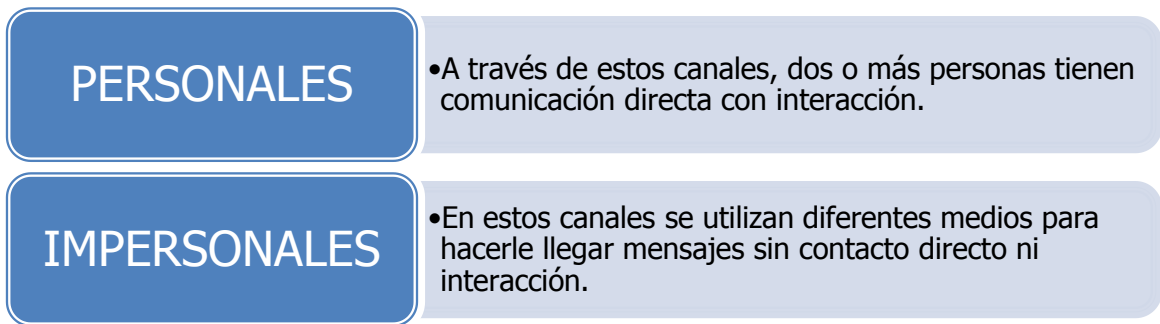 PERSONALES
•A través de estos canales, dos o más personas tienen
comunicación directa con interacción.
IMPERSONALES
•En estos canales se utilizan diferentes medios para
hacerle llegar mensajes sin contacto directo ni
interacción.